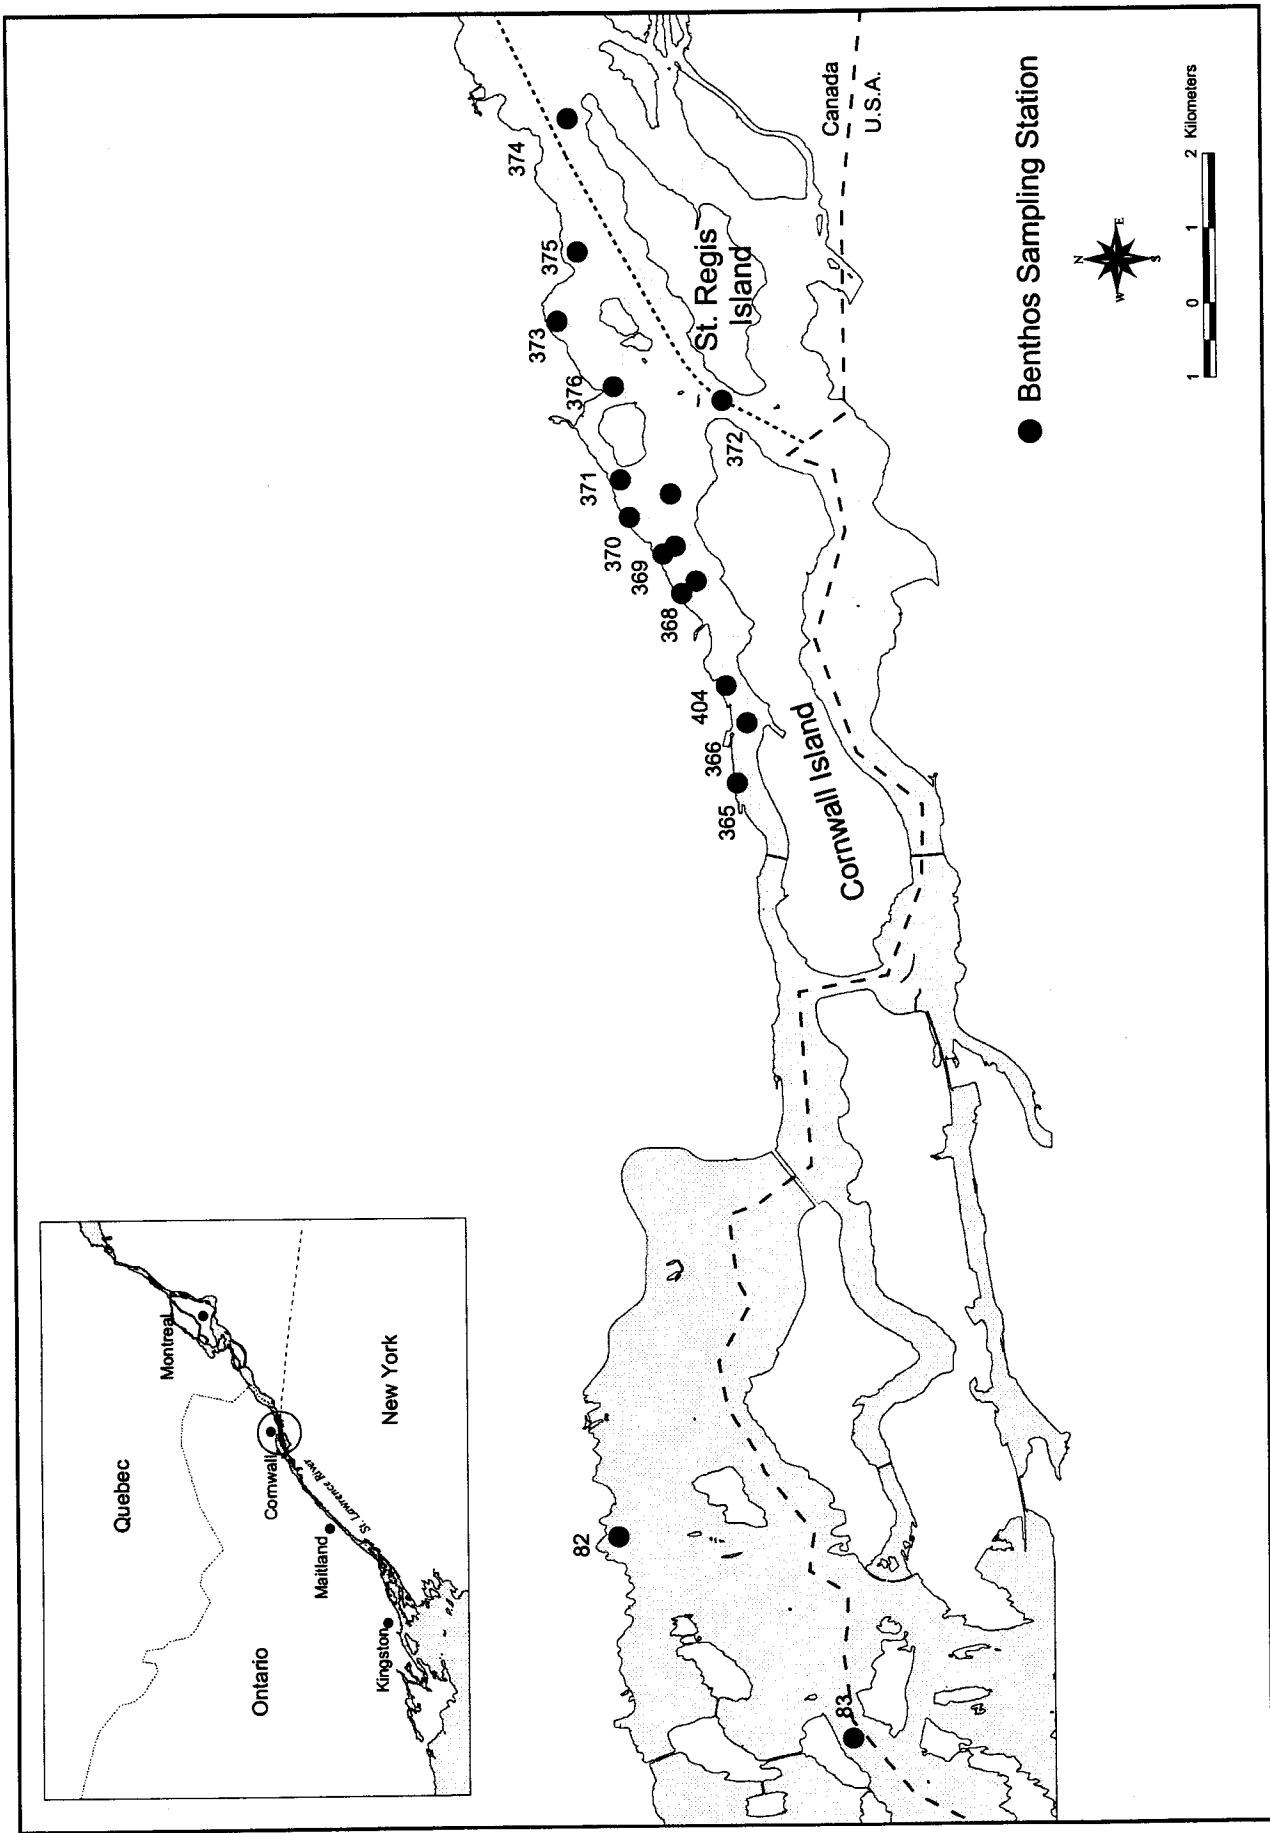 Quebec
Montreal
Ontario
Cornwall
Maitland
St. Lawrence River
Kingston
New York
82
83
365
366
404
368
369
370
371
376
373
375
374
372
Cornwall Island
St. Regis
Island
Canada
U.S.A.
Benthos Sampling Station
N
W
E
S
1 0 1 2 Kilometers